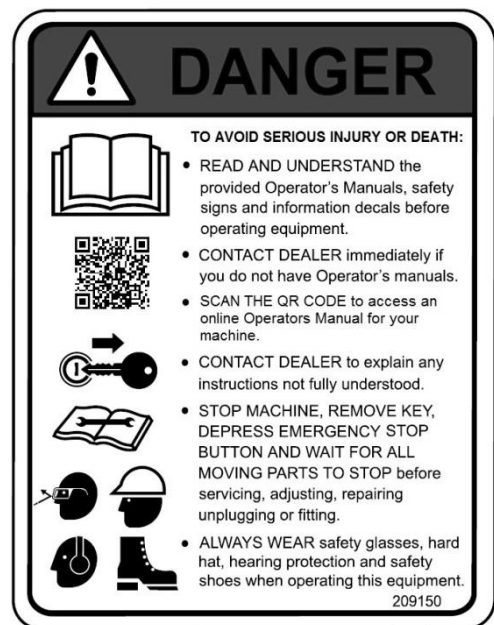 DANGER
TO AVOID SERIOUS INJURY OR DEATH:
• READ AND UNDERSTAND the
provided Operator's Manuals, safety
signs and information decals before
operating equipment.
• CONTACT DEALER immediately if
you do not have Operator's manuals.
• SCAN THE QR CODE to access an
online Operators Manual for your
machine.
• CONTACT DEALER to explain any
instructions not fully understood.
• STOP MACHINE, REMOVE KEY,
DEPRESS EMERGENCY STOP
BUTTON AND WAIT FOR ALL
MOVING PARTS TO STOP before
servicing, adjusting, repairing
unplugging or fitting.
• ALWAYS WEAR safety glasses, hard
hat, hearing protection and safety
shoes when operating this equipment.
209150